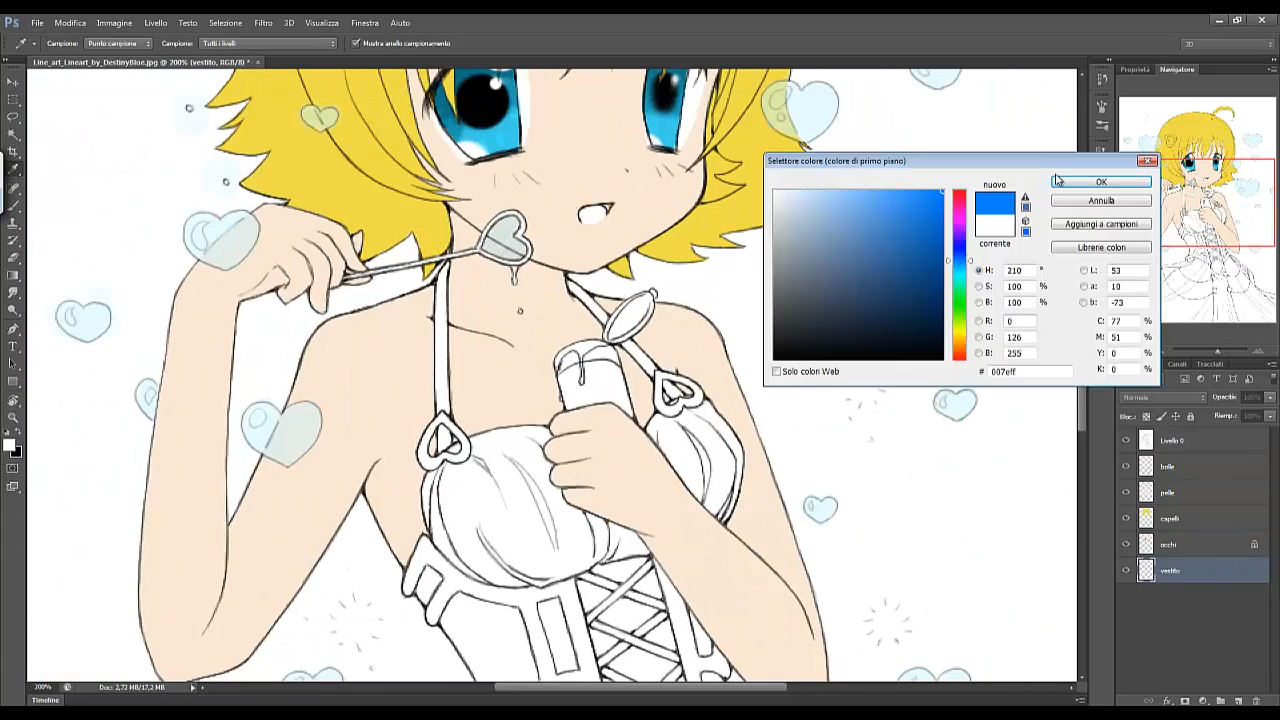 Ps File Modifica Immagine Livello Testo Selezione Filtro 3D Visualizza Finestra Aiuto
Campione: Punto campione Campione: Tutti i livelli Mostra anello campionamento 3D
Line_art_Lineart_by_DestinyBlue.jpg @ 200% (vestito, RGB/8) *
Proprietà Navigatore
Selettore colore (colore di primo piano)
nuovo
OK
Annulla
corrente
Aggiungi a campioni
Librerie colori
H: 210 ° L: 53
S: 100 % a: 10
B: 100 % b: -73
R: 0 C: 77 %
G: 126 M: 51 %
B: 255 Y: 0 %
Solo colori Web # 007eff K: 0 %
Canali Tracciati
Normale Opacità: 100%
Bloc.: Riemp.: 100%
Livello 0
bolle
pelle
capelli
occhi
vestito
200% Doc: 2,72 MB/17,2 MB
Timeline